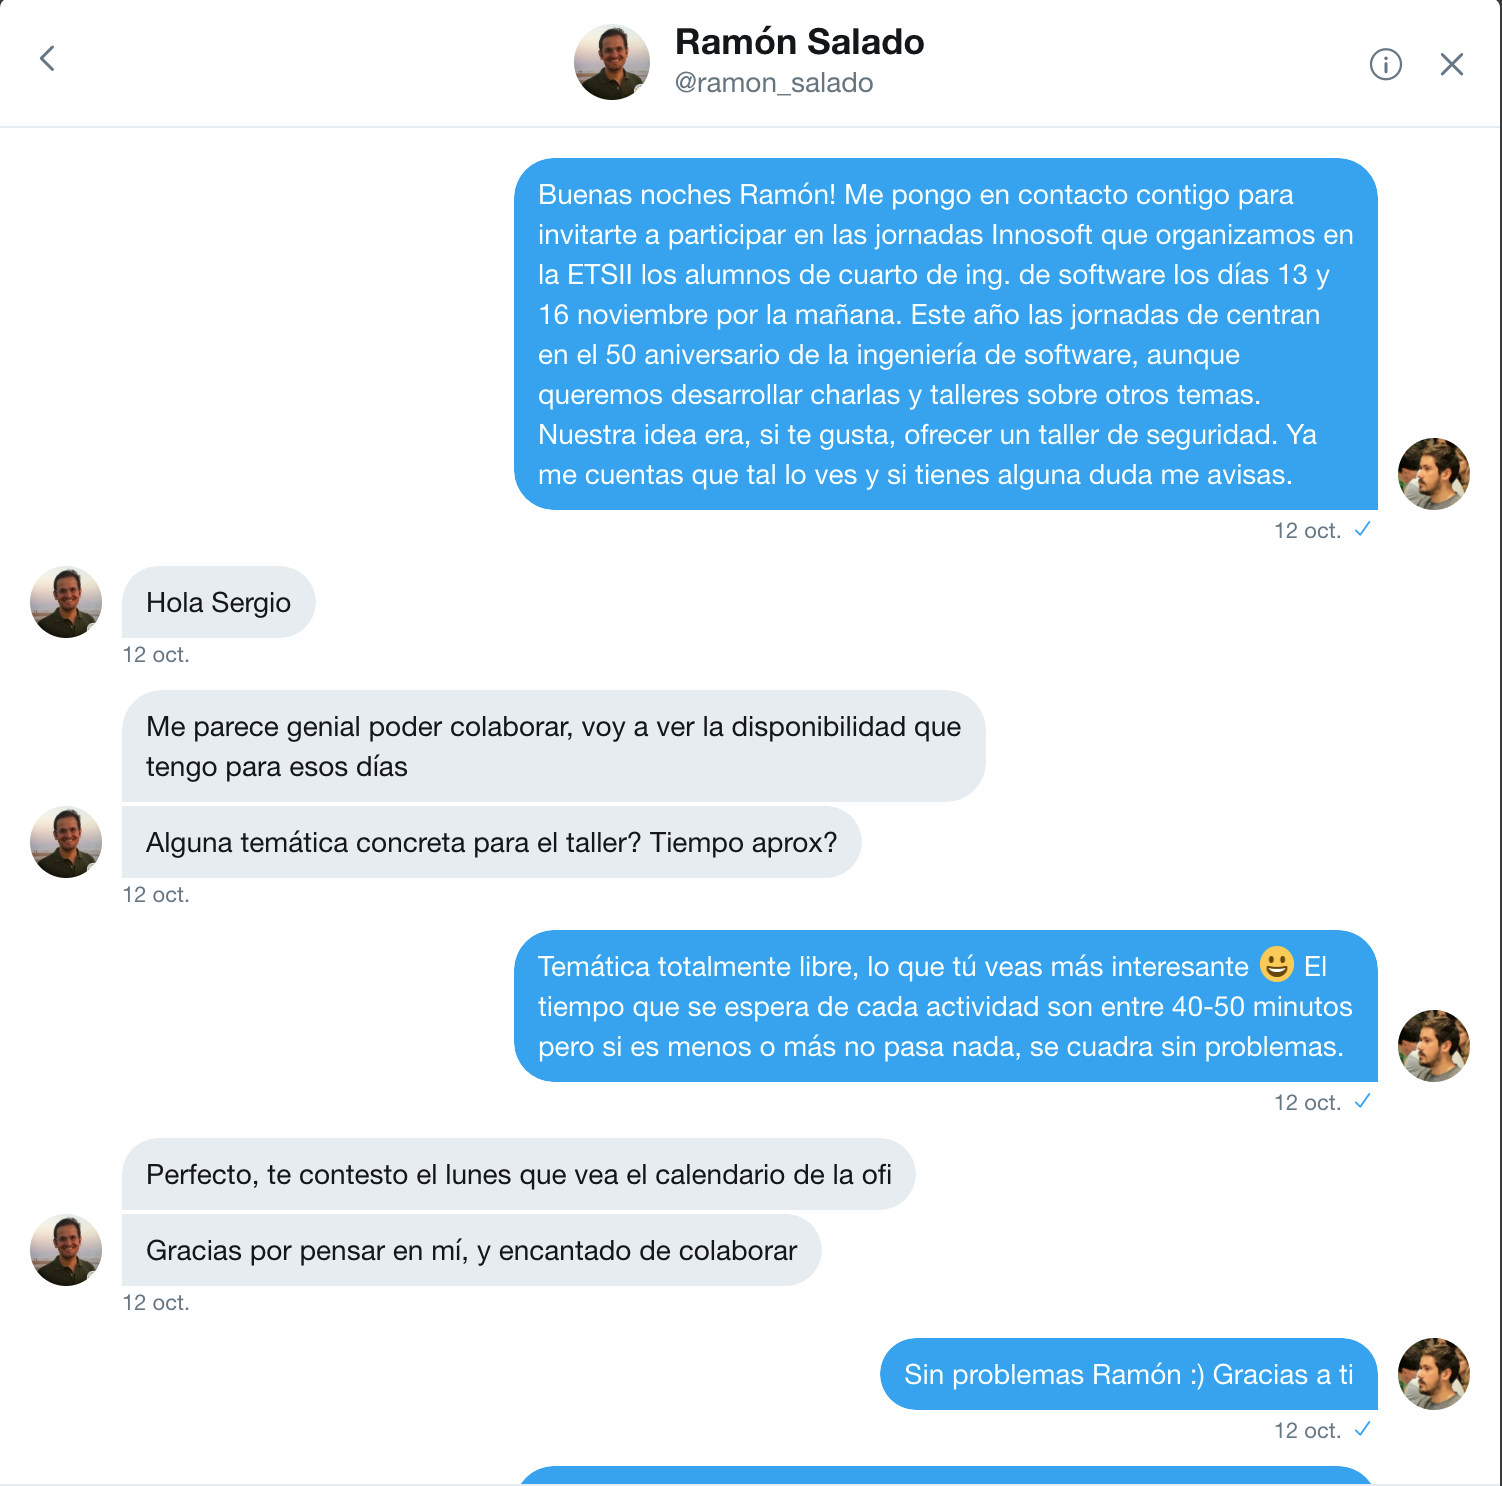 Ramón Salado
@ramon_salado
Buenas noches Ramón! Me pongo en contacto contigo para
invitarte a participar en las jornadas Innosoft que organizamos en
la ETSII los alumnos de cuarto de ing. de software los días 13 y
16 noviembre por la mañana. Este año las jornadas de centran
en el 50 aniversario de la ingeniería de software, aunque
queremos desarrollar charlas y talleres sobre otros temas.
Nuestra idea era, si te gusta, ofrecer un taller de seguridad. Ya
me cuentas que tal lo ves y si tienes alguna duda me avisas.
12 oct. ✓
Hola Sergio
12 oct.
Me parece genial poder colaborar, voy a ver la disponibilidad que
tengo para esos días
Alguna temática concreta para el taller? Tiempo aprox?
12 oct.
Temática totalmente libre, lo que tú veas más interesante 😃 El
tiempo que se espera de cada actividad son entre 40-50 minutos
pero si es menos o más no pasa nada, se cuadra sin problemas.
12 oct. ✓
Perfecto, te contesto el lunes que vea el calendario de la ofi
Gracias por pensar en mí, y encantado de colaborar
12 oct.
Sin problemas Ramón :) Gracias a ti
12 oct. ✓